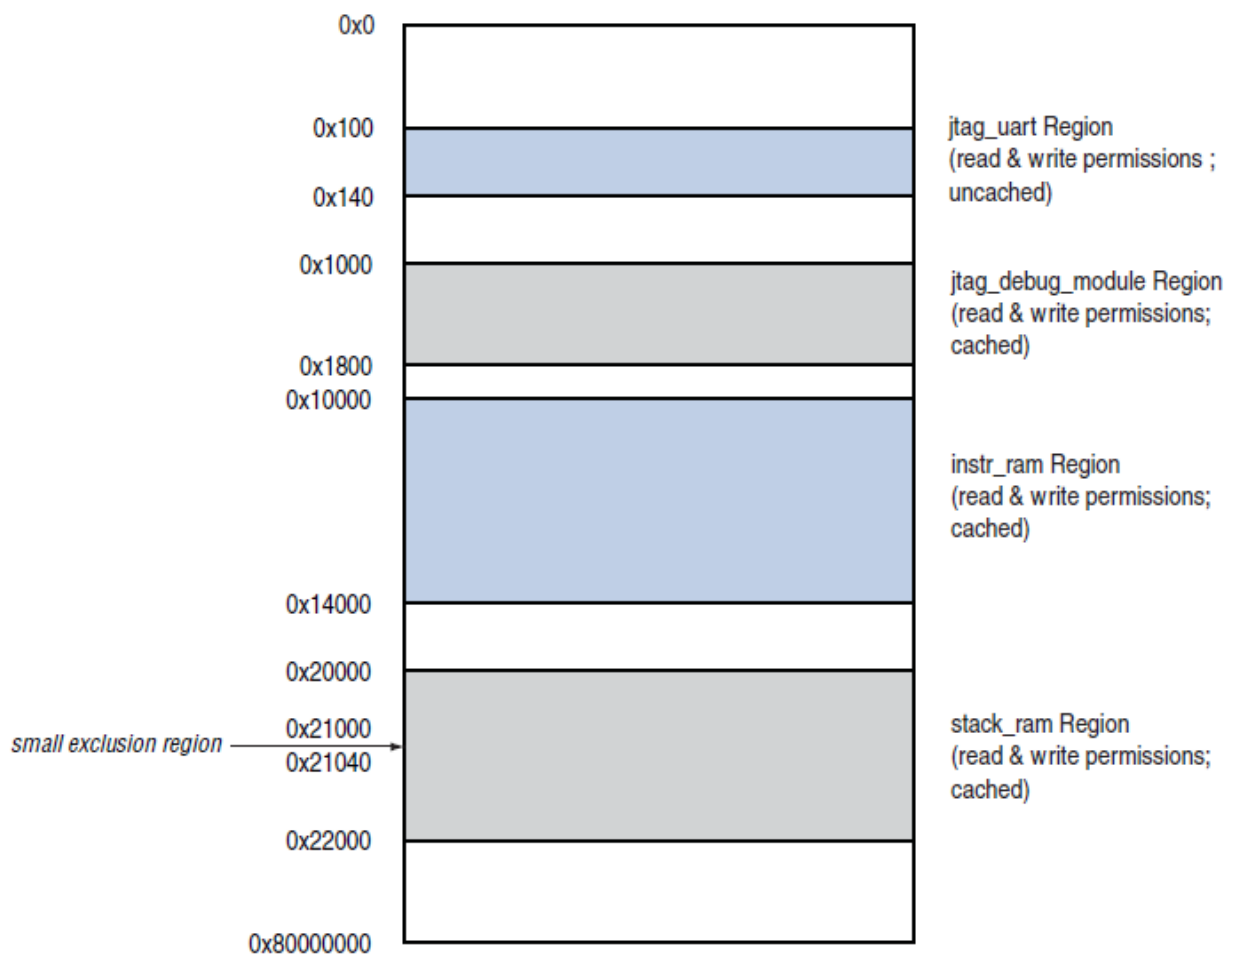 0x0
0x100
jtag_uart Region
(read & write permissions ;
uncached)
0x140
0x1000
jtag_debug_module Region
(read & write permissions;
cached)
0x1800
0x10000
instr_ram Region
(read & write permissions;
cached)
0x14000
0x20000
small exclusion region
0x21000
0x21040
stack_ram Region
(read & write permissions;
cached)
0x22000
0x80000000